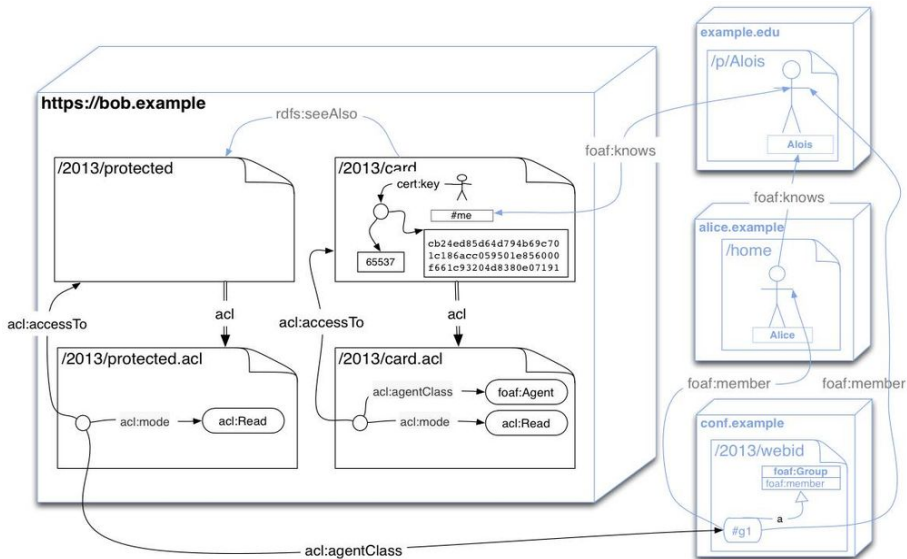 https://bob.example
rdfs:seeAlso
/2013/protected
/2013/card
cert:key
#me
65537
cb24ed85d64d794b69c70
1c186acc059501e856000
f661c93204d8380e07191
acl:accessTo
acl
acl:accessTo
acl
/2013/protected.acl
acl:mode
acl:Read
/2013/card.acl
acl:agentClass
foaf:Agent
acl:mode
acl:Read
acl:agentClass
example.edu
/p/Alois
Alois
foaf:knows
foaf:knows
alice.example
/home
Alice
foaf:member
foaf:member
conf.example
/2013/webid
foaf:Group
foaf:member
a
#g1